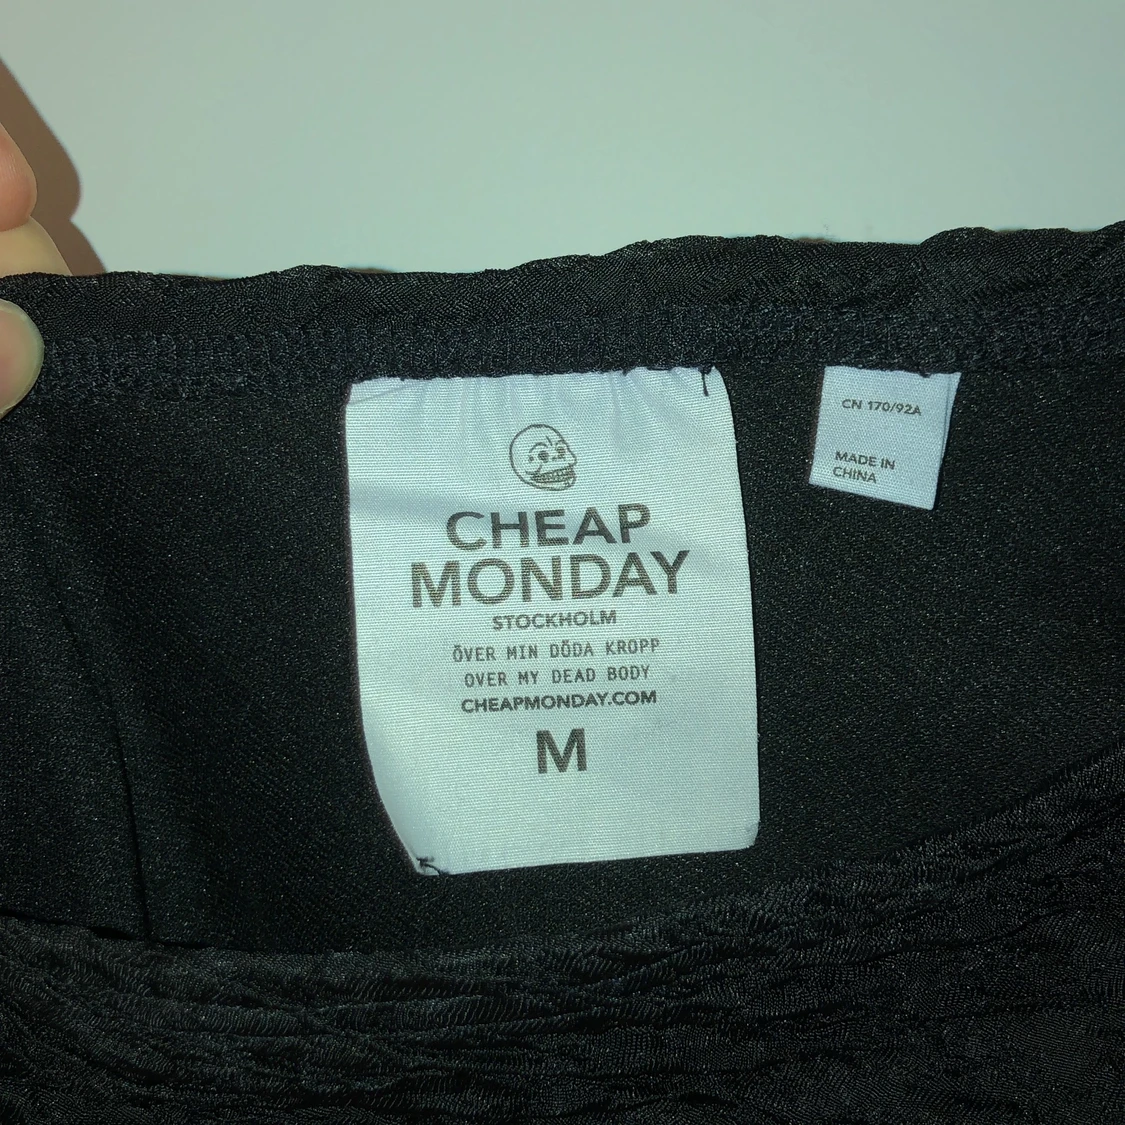 CHEAP
MONDAY
STOCKHOLM
ÖVER MIN DÖDA KROPP
OVER MY DEAD BODY
CHEAPMONDAY.COM
M
CN 170/92A
MADE IN
CHINA